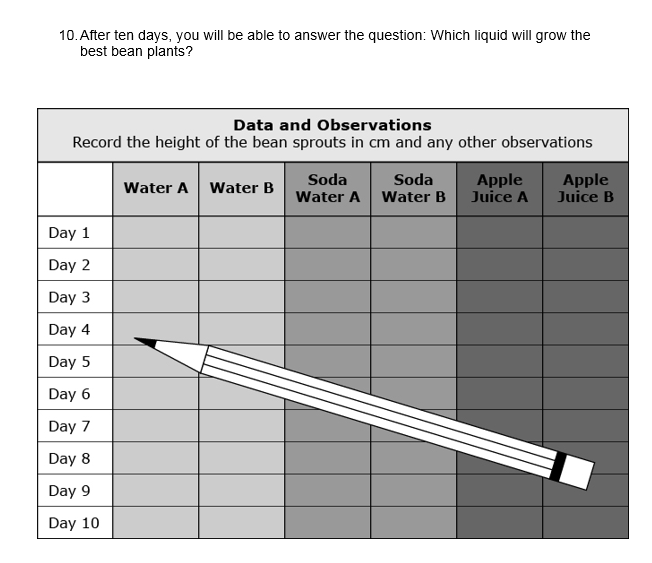 10. After ten days, you will be able to answer the question: Which liquid will grow the
best bean plants?
Data and Observations
Record the height of the bean sprouts in cm and any other observations
Water A Water B Soda Water A Soda Water B Apple Juice A Apple Juice B
Day 1
Day 2
Day 3
Day 4
Day 5
Day 6
Day 7
Day 8
Day 9
Day 10